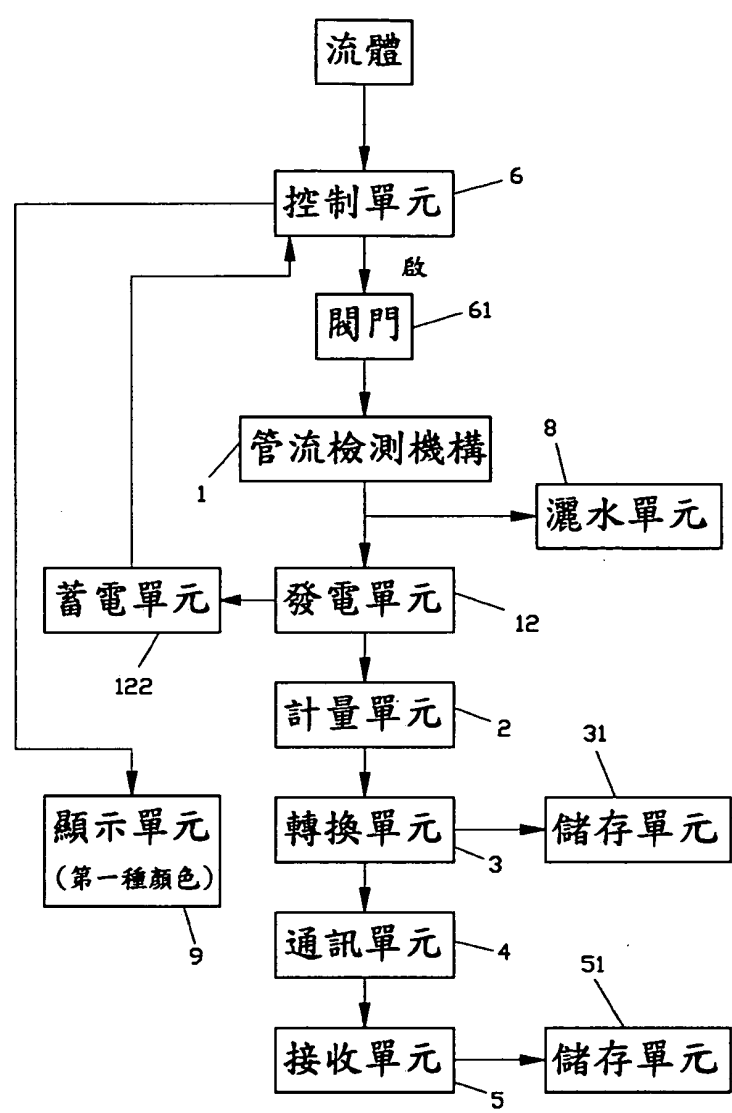 流體
控制單元
6
啟
閥門
61
管流檢測機構
1
8
灑水單元
蓄電單元
122
發電單元
12
計量單元
2
31
顯示單元
(第一種顏色)
9
轉換單元
3
儲存單元
通訊單元
4
51
接收單元
5
儲存單元